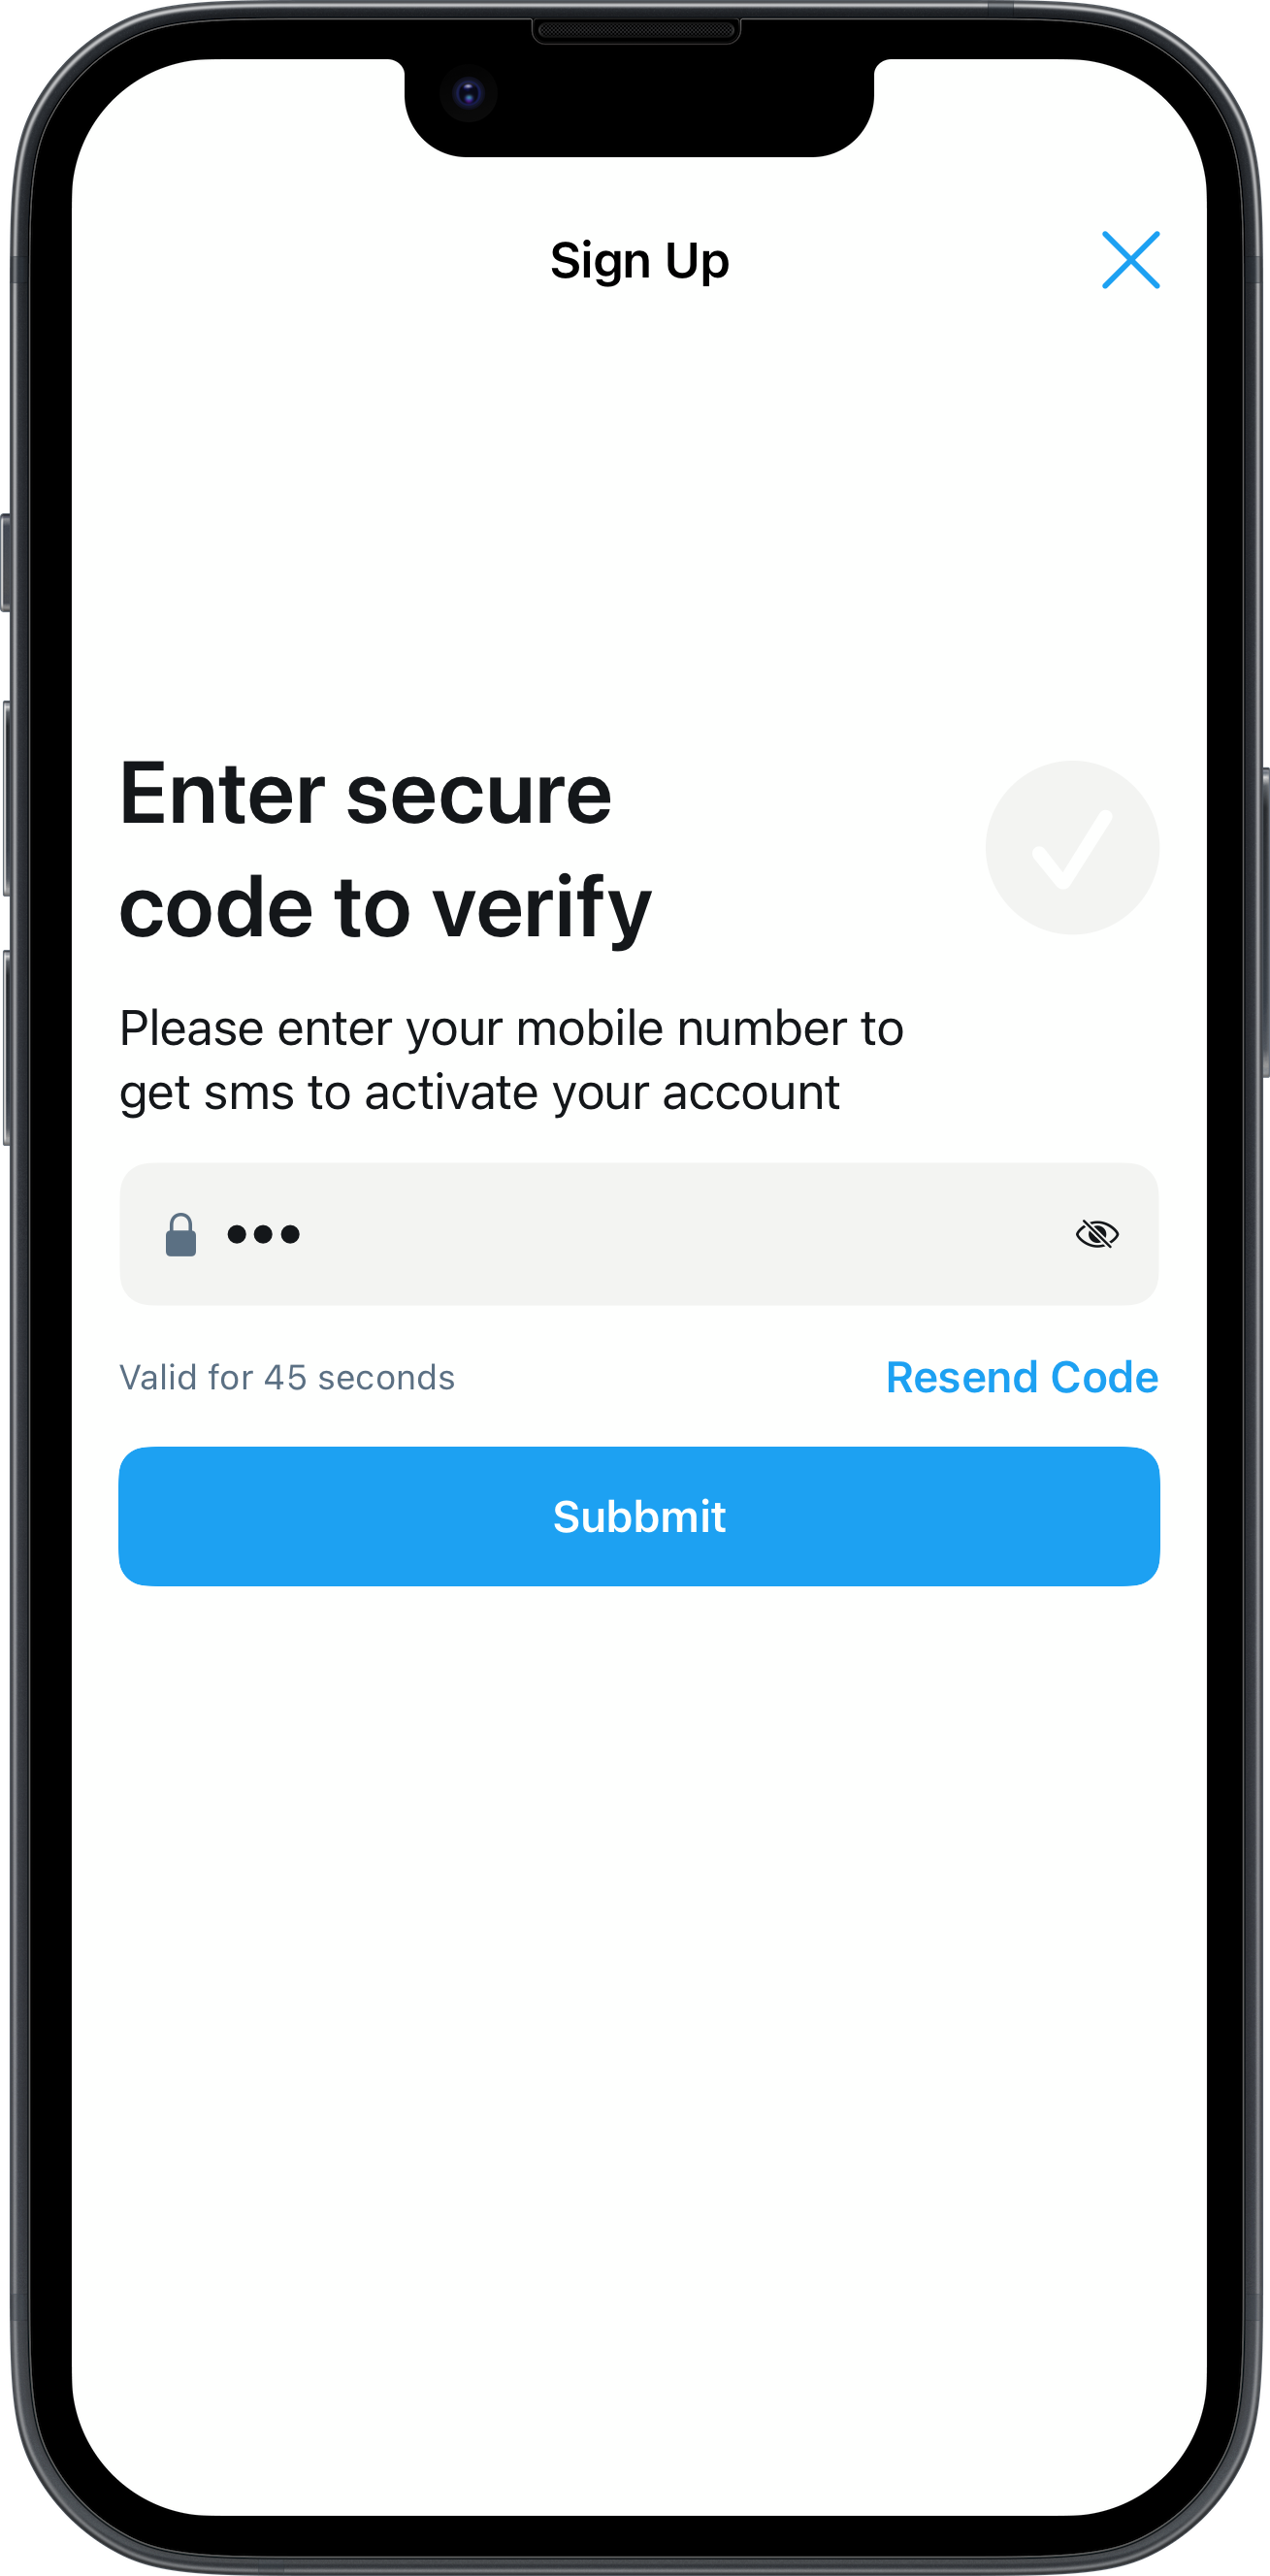 Sign Up
Enter secure
code to verify
Please enter your mobile number to
get sms to activate your account
•••
Valid for 45 seconds
Resend Code
Subbmit